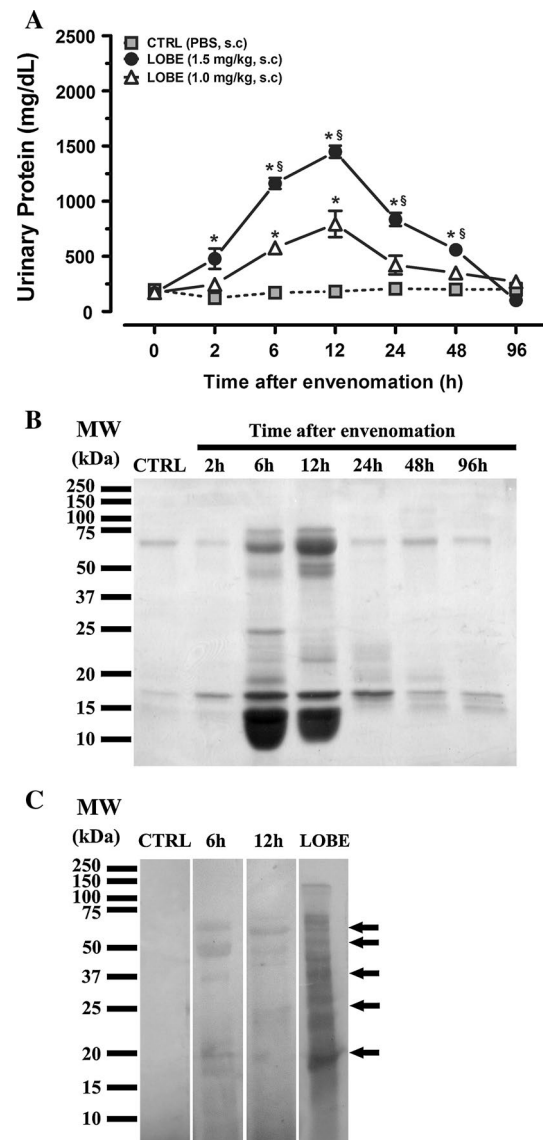 A
Urinary Protein (mg/dL)
2500
2000
1500
1000
500
0
CTRL (PBS, s.c)
LOBE (1.5 mg/kg, s.c)
LOBE (1.0 mg/kg, s.c)
*
* §
*
* §
*
* §
* §
0 2 6 12 24 48 96
Time after envenomation (h)
B
MW
(kDa)
Time after envenomation
CTRL 2h 6h 12h 24h 48h 96h
250
150
100
75
50
37
25
20
15
10
C
MW
(kDa)
CTRL 6h 12h LOBE
250
150
100
75
50
37
25
20
15
10